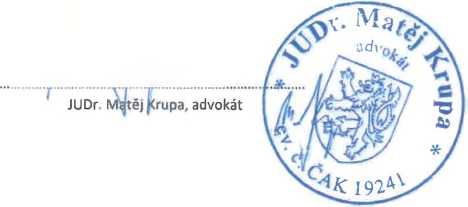 JUDr. Matěj Krupa, advokát
* JUDr. Matěj Krupa *
advokát
ev. č. ČAK 19241